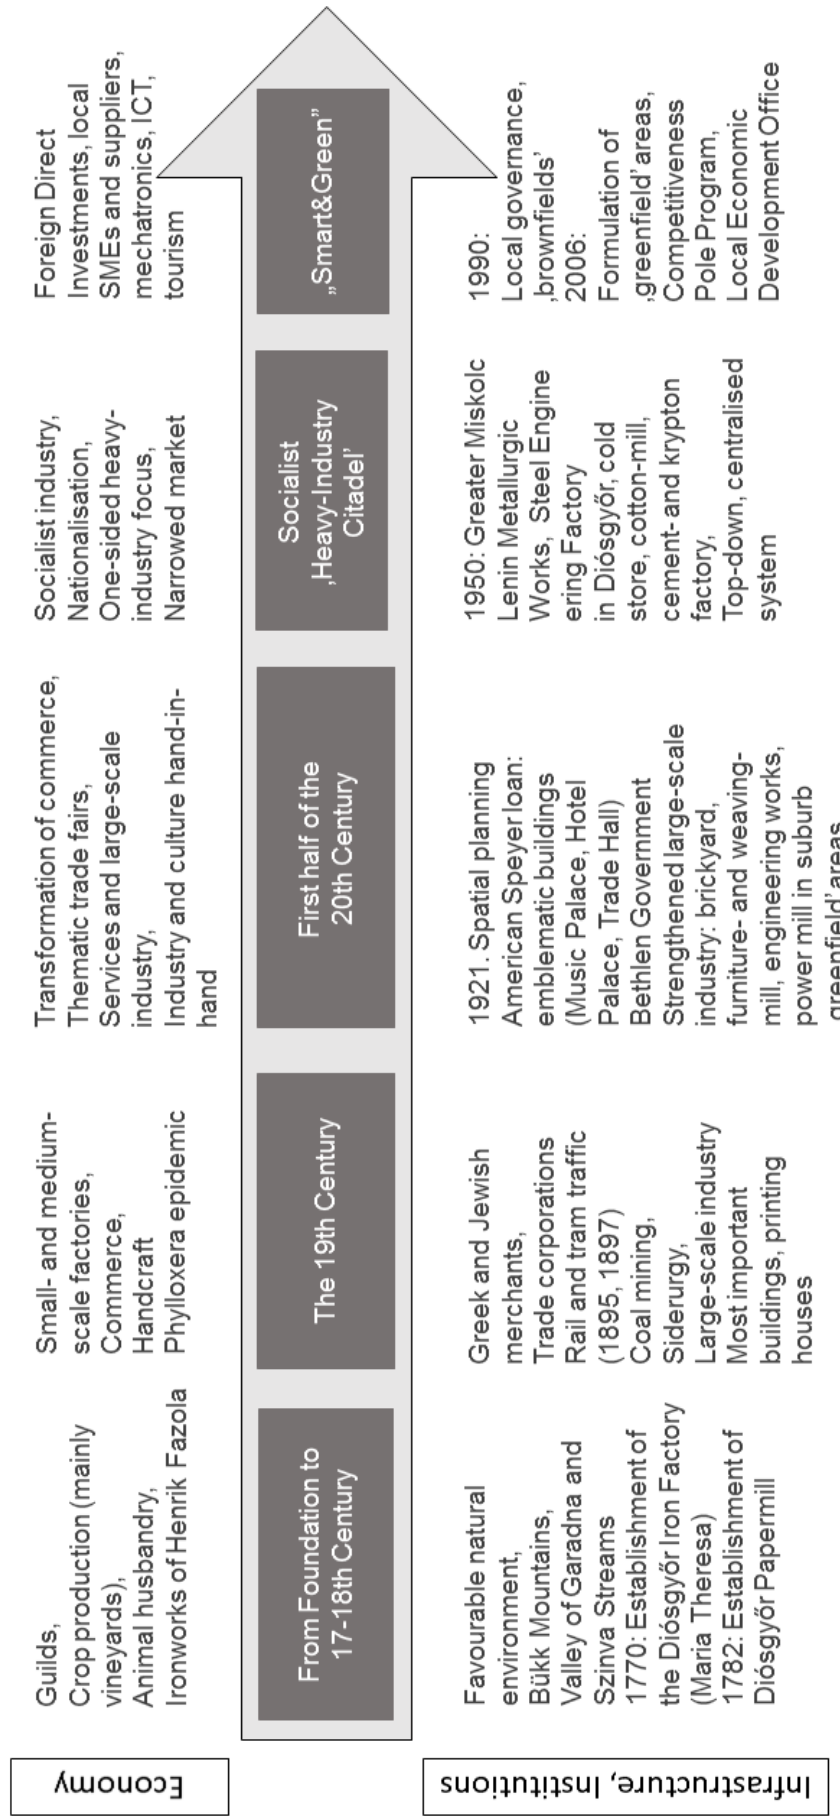 Economy
Guilds,
Crop production (mainly
vineyards),
Animal husbandry,
Ironworks of Henrik Fazola
Small- and medium-
scale factories,
Commerce,
Handcraft
Phylloxera epidemic
Transformation of commerce,
Thematic trade fairs,
Services and large-scale
industry,
Industry and culture hand-in-
hand
Socialist industry,
Nationalisation,
One-sided heavy-
industry focus,
Narrowed market
Foreign Direct
Investments, local
SMEs and suppliers,
mechatronics, ICT,
tourism
From Foundation to
17-18th Century
The 19th Century
First half of the
20th Century
Socialist
‚Heavy-Industry
Citadel’
„Smart&Green”
Infrastructure, Institutions
Favourable natural
environment,
Bükk Mountains,
Valley of Garadna and
Szinva Streams
1770: Establishment of
the Diósgyőr Iron Factory
(Maria Theresa)
1782: Establishment of
Diósgyőr Papermill
Greek and Jewish
merchants,
Trade corporations
Rail and tram traffic
(1895, 1897)
Coal mining,
Siderurgy,
Large-scale industry
Most important
buildings, printing
houses
1921. Spatial planning
American Speyer loan:
emblematic buildings
(Music Palace, Hotel
Palace, Trade Hall)
Bethlen Government
Strengthened large-scale
industry: brickyard,
furniture- and weaving-
mill, engineering works,
power mill in suburb
greenfield’ areas
1950: Greater Miskolc
Lenin Metallurgic
Works, Steel Engine
ering Factory
in Diósgyőr, cold
store, cotton-mill,
cement- and krypton
factory,
Top-down, centralised
system
1990:
Local governance,
‚brownfields’
2006:
Formulation of
‚greenfield’ areas,
Competitiveness
Pole Program,
Local Economic
Development Office